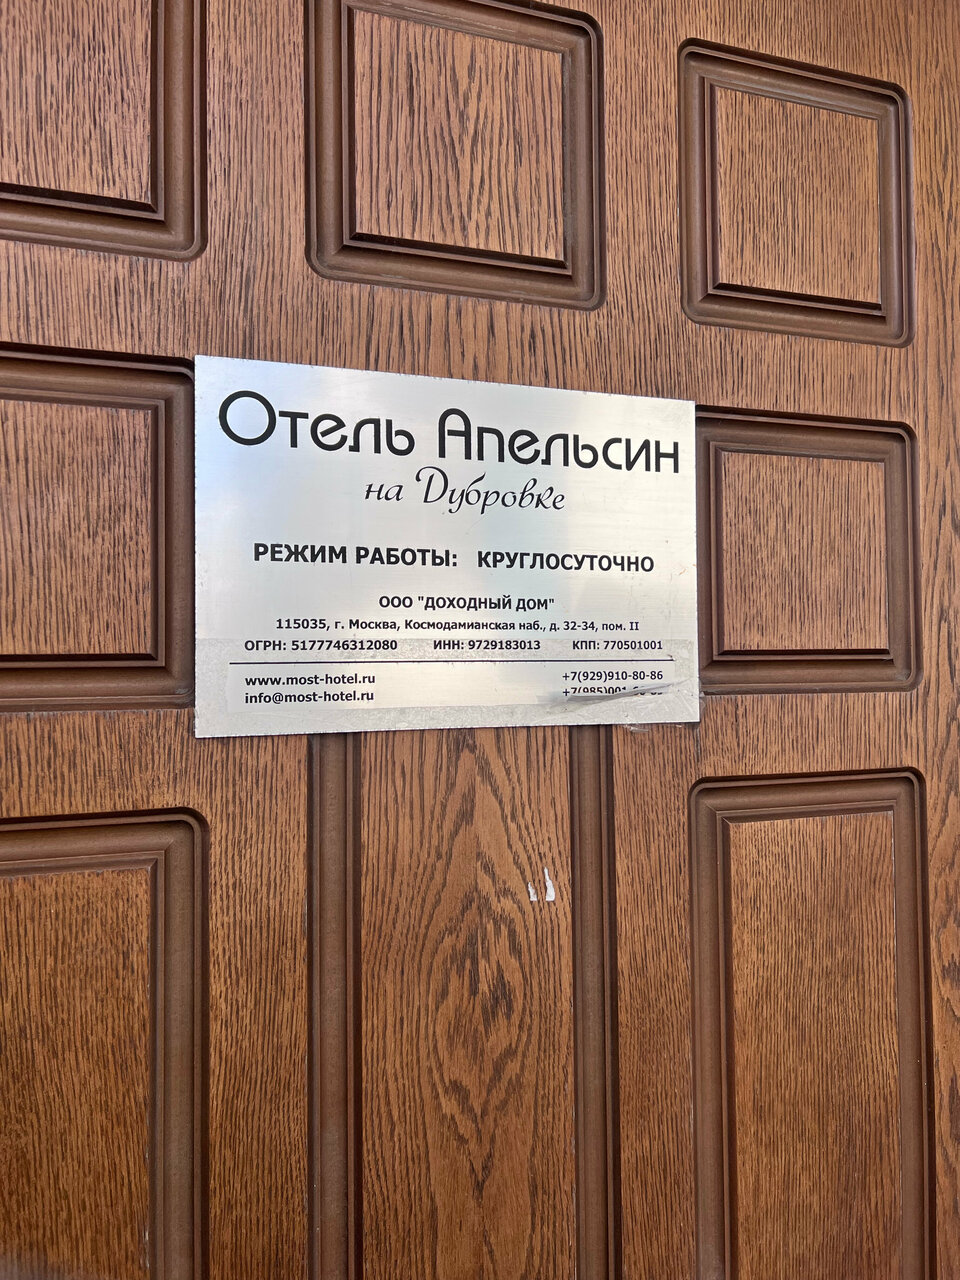 Отель Апельсин
на Дубровке
РЕЖИМ РАБОТЫ: КРУГЛОСУТОЧНО
ООО "ДОХОДНЫЙ ДОМ"
115035, г. Москва, Космодамианская наб., д. 32-34, пом. II
ОГРН: 5177746312080 ИНН: 9729183013 КПП: 770501001
www.most-hotel.ru +7(929)910-80-86
info@most-hotel.ru